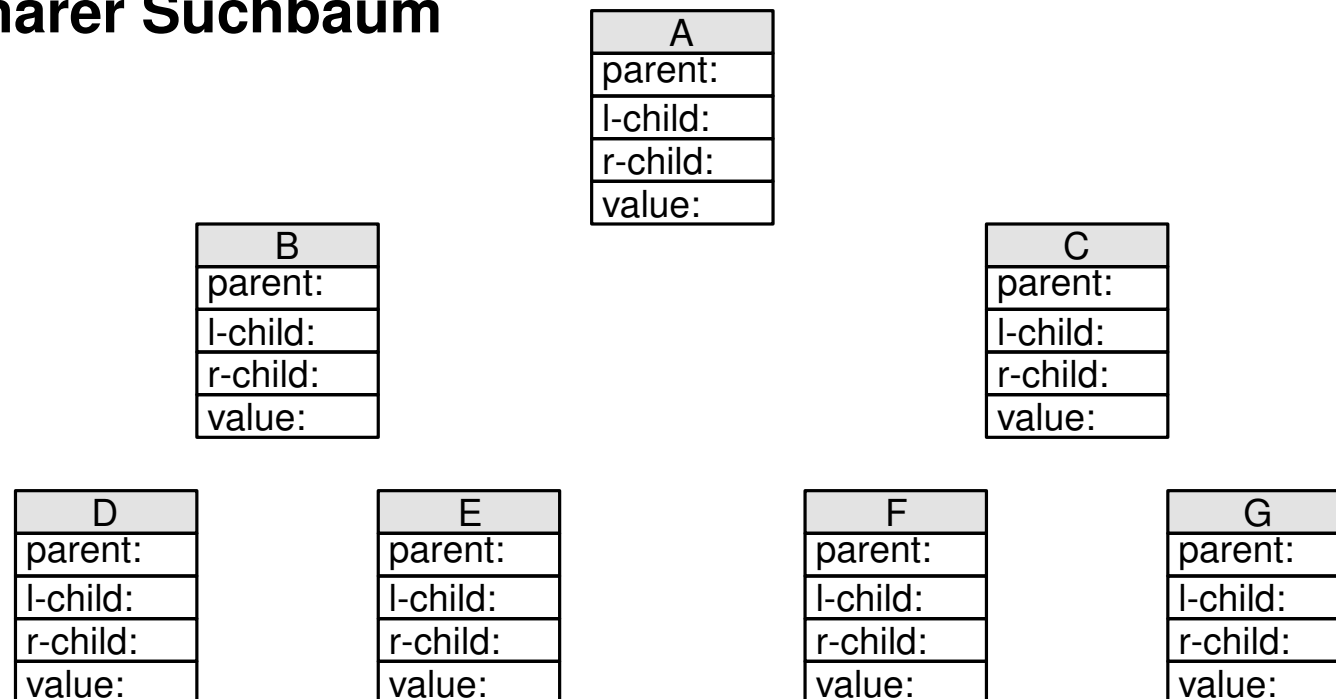 närer Suchbaum
A
parent:
l-child:
r-child:
value:
B
parent:
l-child:
r-child:
value:
C
parent:
l-child:
r-child:
value:
D
parent:
l-child:
r-child:
value:
E
parent:
l-child:
r-child:
value:
F
parent:
l-child:
r-child:
value:
G
parent:
l-child:
r-child:
value: